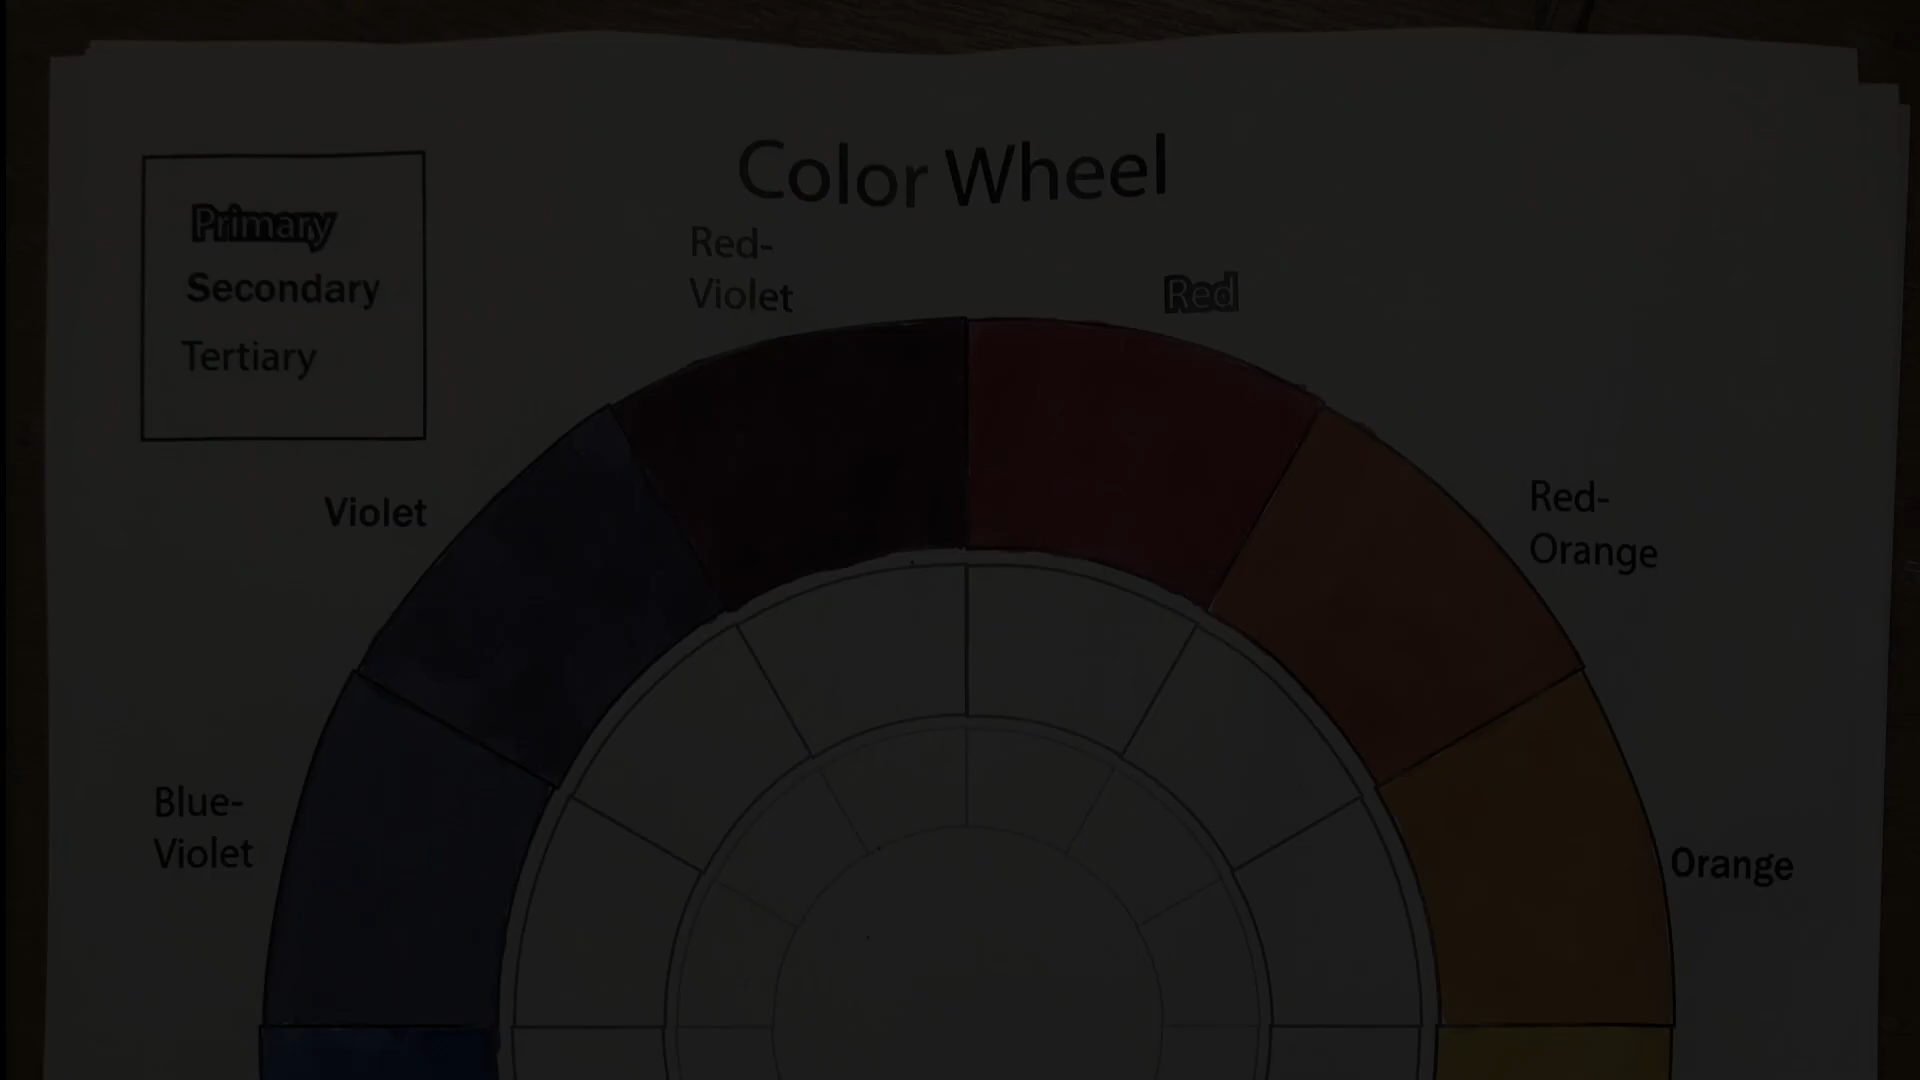 Color Wheel
Primary
Secondary
Tertiary
Red-
Violet
Red
Violet
Red-
Orange
Blue-
Violet
Orange